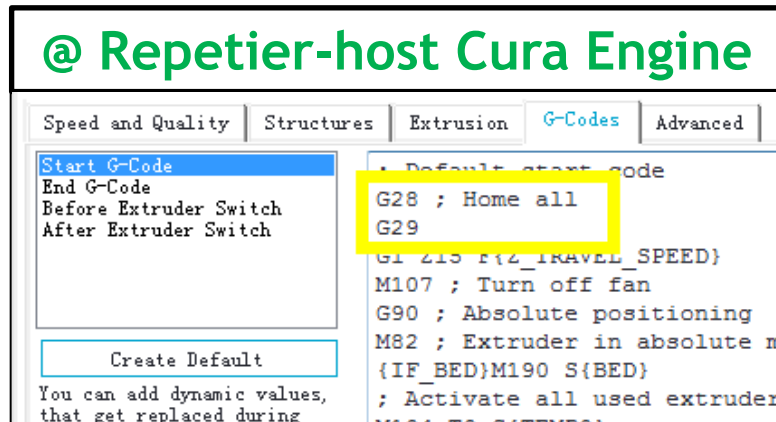 @ Repetier-host Cura Engine
Speed and Quality Structures Extrusion G-Codes Advanced
Start G-Code
End G-Code
Before Extruder Switch
After Extruder Switch
Create Default
You can add dynamic values,
that get replaced during
; Default start code
G28 ; Home all
G29
G1 Z15 F{Z_TRAVEL_SPEED}
M107 ; Turn off fan
G90 ; Absolute positioning
M82 ; Extruder in absolute m
{IF_BED}M190 S{BED}
; Activate all used extruder